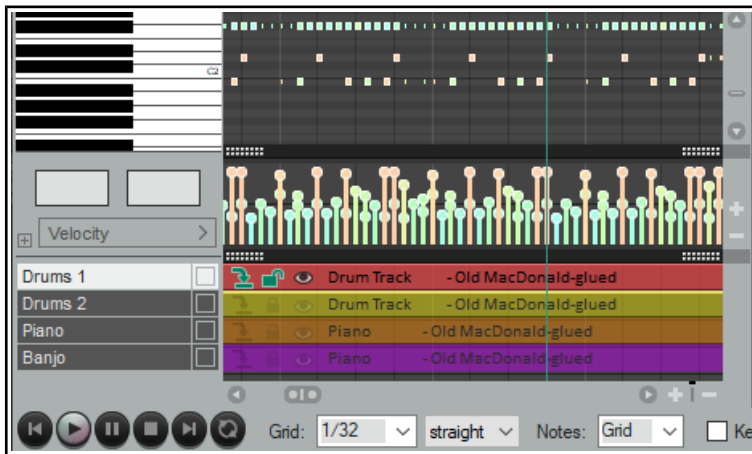 C2
Velocity
Drums 1 Drum Track -Old MacDonald-glued
Drums 2 Drum Track -Old MacDonald-glued
Piano Piano -Old MacDonald-glued
Banjo Piano -Old MacDonald-glued
Grid: 1/32 straight Notes: Grid Ke